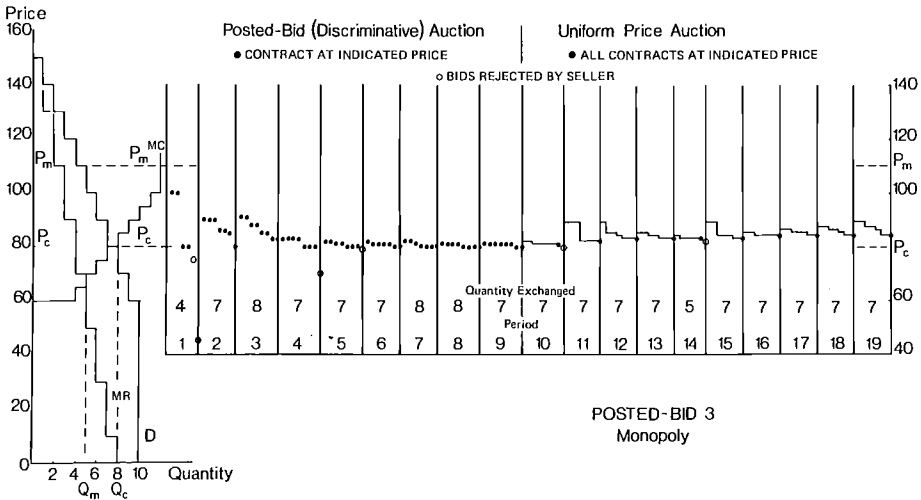 Price
160
140
120
100
80
60
40
20
0
P_m
P_c
P_m
MC
P_c
MR
D
2 4 6 8 10 Quantity
Q_m Q_c
Posted-Bid (Discriminative) Auction
• CONTRACT AT INDICATED PRICE
Uniform Price Auction
• ALL CONTRACTS AT INDICATED PRICE
○ BIDS REJECTED BY SELLER
Quantity Exchanged
4 7 8 7 7 7 8 8 7 7 7 7 7 5 7 7 7 7 7
Period
1 2 3 4 5 6 7 8 9 10 11 12 13 14 15 16 17 18 19
140
120
P_m
100
P_c
80
60
40
POSTED-BID 3
Monopoly